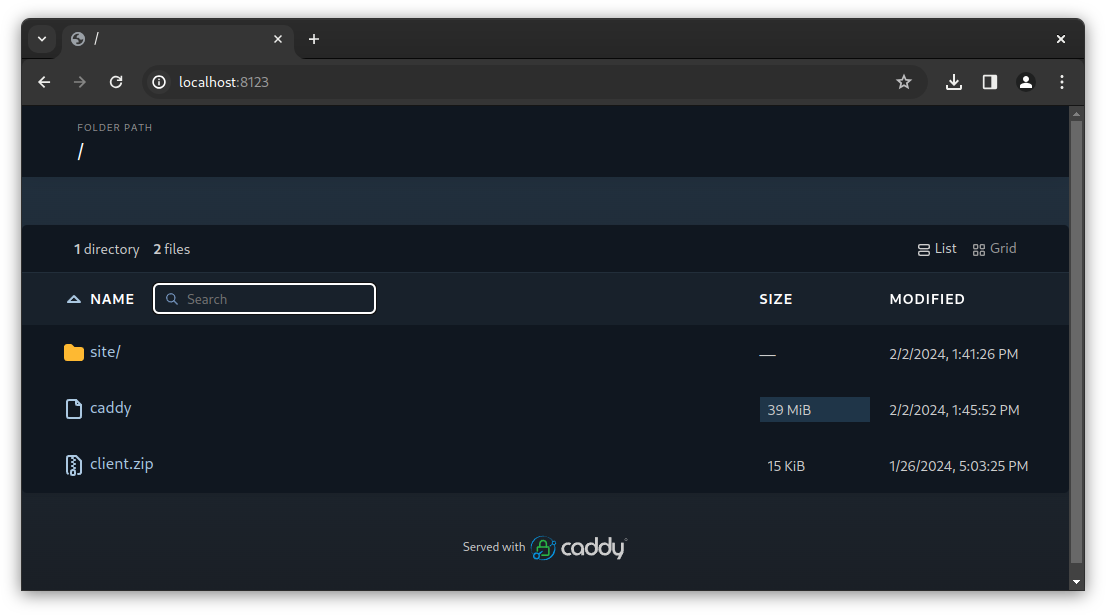 /
localhost:8123
FOLDER PATH
/
1 directory 2 files List Grid
NAME Search SIZE MODIFIED
site/ — 2/2/2024, 1:41:26 PM
caddy 39 MiB 2/2/2024, 1:45:52 PM
client.zip 15 KiB 1/26/2024, 5:03:25 PM
Served with caddy